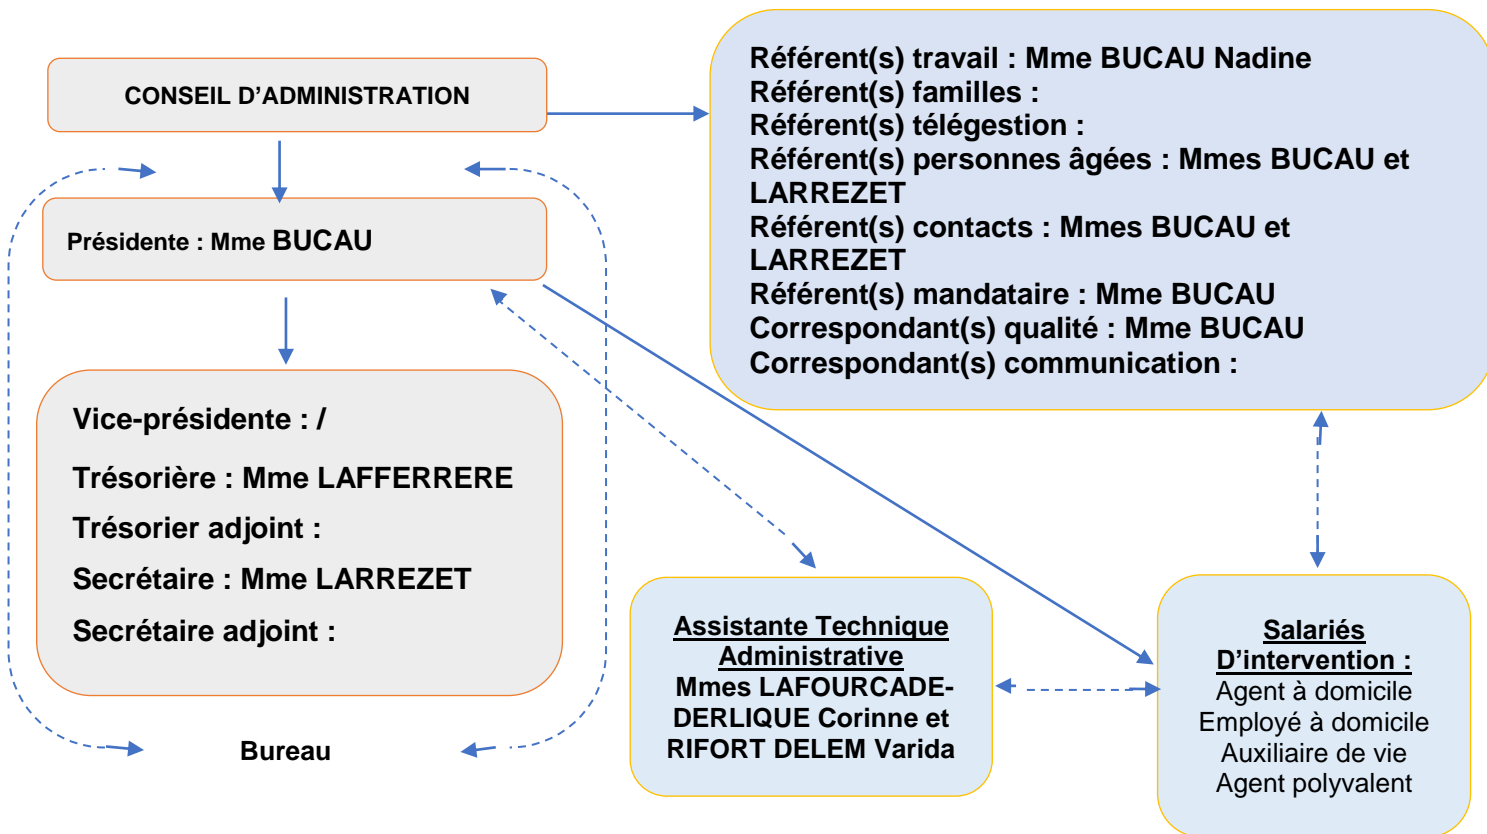 CONSEIL D'ADMINISTRATION
Référent(s) travail : Mme BUCAU Nadine
Référent(s) familles :
Référent(s) télégestion :
Référent(s) personnes âgées : Mmes BUCAU et
LARREZET
Référent(s) contacts : Mmes BUCAU et
LARREZET
Référent(s) mandataire : Mme BUCAU
Correspondant(s) qualité : Mme BUCAU
Correspondant(s) communication :
Présidente : Mme BUCAU
Vice-présidente : /
Trésorière : Mme LAFFERRERE
Trésorier adjoint :
Secrétaire : Mme LARREZET
Secrétaire adjoint :
Bureau
Assistante Technique
Administrative
Mmes LAFOURCADE-
DERLIQUE Corinne et
RIFORT DELEM Varida
Salariés
D'intervention :
Agent à domicile
Employé à domicile
Auxiliaire de vie
Agent polyvalent